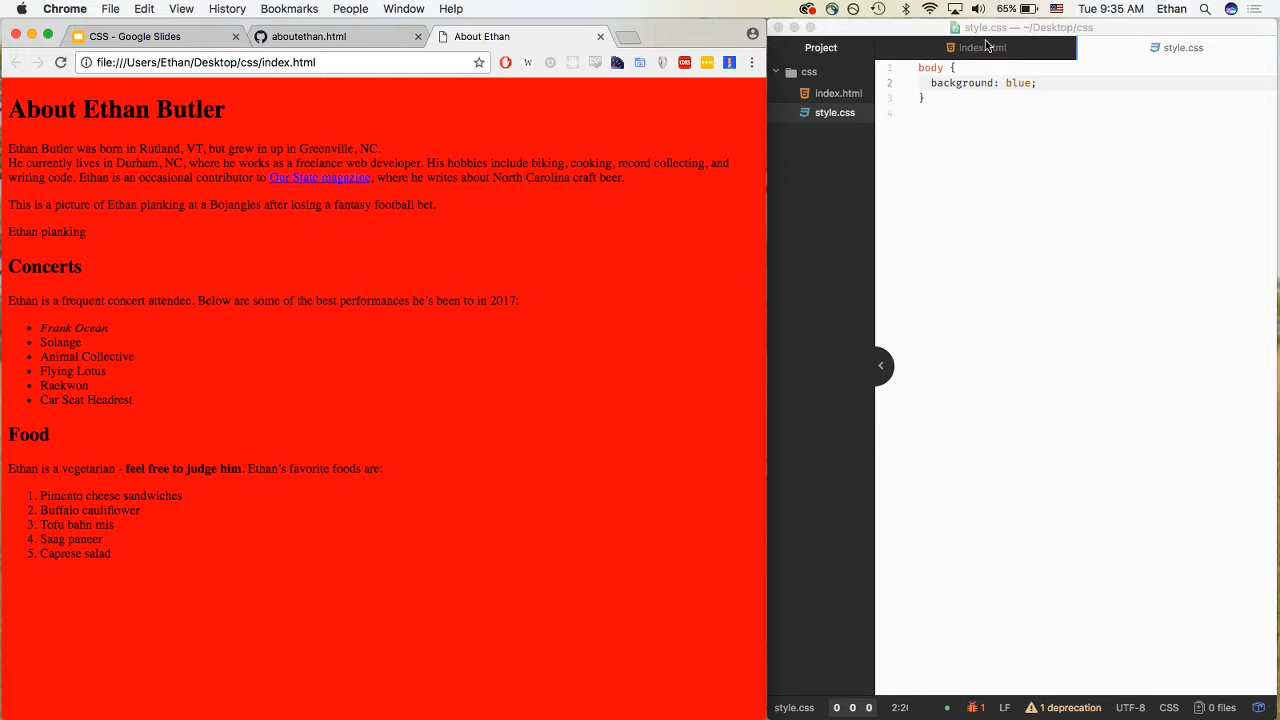 Chrome File Edit View History Bookmarks People Window Help 65% Tue 9:35 AM Ethan
CSS - Google Slides
aboutethan.html
About Ethan
file:///Users/Ethan/Desktop/css/index.html
About Ethan Butler
Ethan Butler was born in Rutland, VT, but grew in up in Greenville, NC.
He currently lives in Durham, NC, where he works as a freelance web developer. His hobbies include biking, cooking, record collecting, and
writing code. Ethan is an occasional contributor to Our State magazine, where he writes about North Carolina craft beer.
This is a picture of Ethan planking at a Bojangles after losing a fantasy football bet.
Ethan planking
Concerts
Ethan is a frequent concert attendee. Below are some of the best performances he's been to in 2017:
• Frank Ocean
• Solange
• Animal Collective
• Flying Lotus
• Raekwon
• Car Seat Headrest
Food
Ethan is a vegetarian - feel free to judge him. Ethan's favorite foods are:
1. Pimento cheese sandwiches
2. Buffalo cauliflower
3. Tofu bahn mis
4. Saag paneer
5. Caprese salad
style.css — ~/Desktop/css
Project
css
index.html
style.css
index.html
style.css
1 body {
2 background: blue;
3 }
4
style.css 0 0 0 2:20 1 LF 1 deprecation UTF-8 CSS 0 files